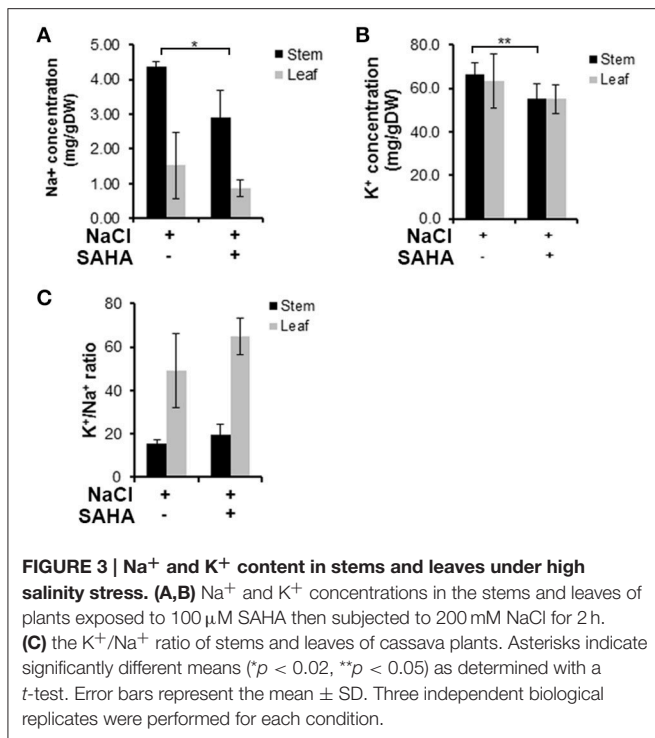 A
Na+ concentration
(mg/gDW)
5.00
4.00
3.00
2.00
1.00
0.00
*
Stem
Leaf
NaCl + +
SAHA - +
B
K⁺ concentration
(mg/gDW)
80.0
60.0
40.0
20.0
0.0
**
Stem
Leaf
NaCl + +
SAHA - +
C
K⁺/Na⁺ ratio
80
60
40
20
0
Stem
Leaf
NaCl + +
SAHA - +
FIGURE 3 | Na⁺ and K⁺ content in stems and leaves under high
salinity stress. (A,B) Na⁺ and K⁺ concentrations in the stems and leaves of
plants exposed to 100 μM SAHA then subjected to 200 mM NaCl for 2 h.
(C) the K⁺/Na⁺ ratio of stems and leaves of cassava plants. Asterisks indicate
significantly different means (*p < 0.02, **p < 0.05) as determined with a
t-test. Error bars represent the mean ± SD. Three independent biological
replicates were performed for each condition.